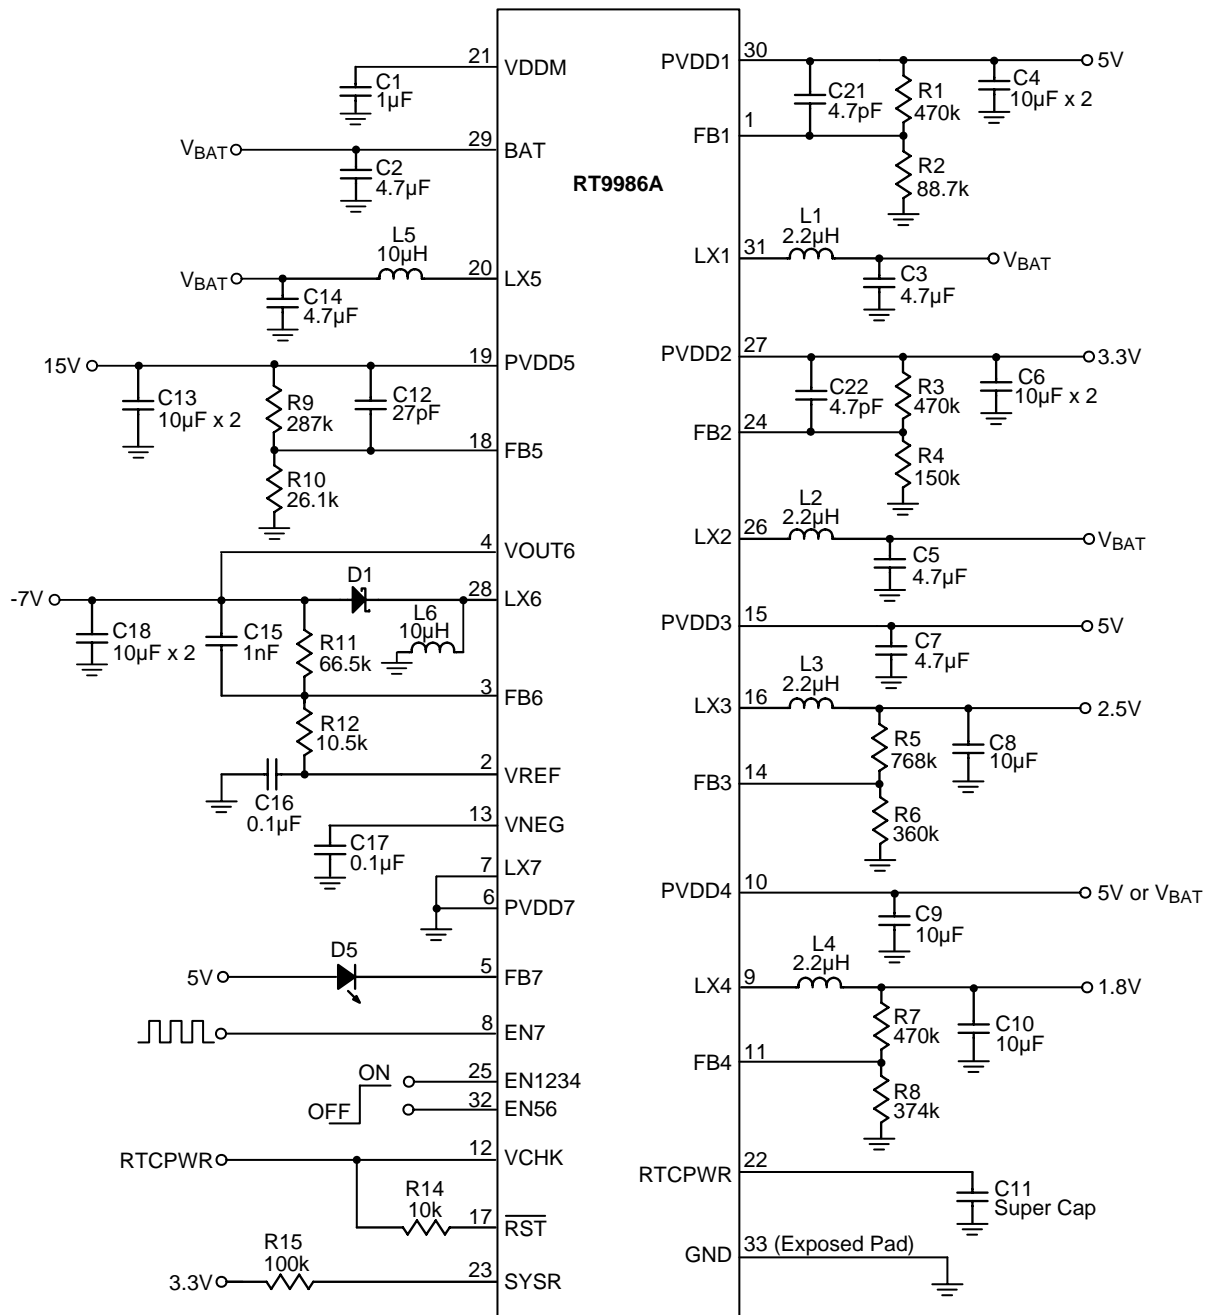 RT9986A
21
VDDM
C1
1µF
V_BAT
29
BAT
C2
4.7µF
L5
10µH
V_BAT
20
LX5
C14
4.7µF
15V
19
PVDD5
C13
10µF x 2
R9
287k
C12
27pF
18
FB5
R10
26.1k
4
VOUT6
-7V
D1
28
LX6
L6
10µH
C18
10µF x 2
C15
1nF
R11
66.5k
3
FB6
R12
10.5k
2
VREF
C16
0.1µF
13
VNEG
C17
0.1µF
7
LX7
6
PVDD7
D5
5V
5
FB7
8
EN7
ON
OFF
25
EN1234
32
EN56
RTCPWR
12
VCHK
R14
10k
17
RST
R15
100k
3.3V
23
SYSR
PVDD1
30
5V
C21
4.7pF
R1
470k
C4
10µF x 2
FB1
1
R2
88.7k
L1
2.2µH
LX1
31
V_BAT
C3
4.7µF
PVDD2
27
3.3V
C22
4.7pF
R3
470k
C6
10µF x 2
FB2
24
R4
150k
L2
2.2µH
LX2
26
V_BAT
C5
4.7µF
PVDD3
15
5V
C7
4.7µF
L3
2.2µH
LX3
16
2.5V
R5
768k
C8
10µF
FB3
14
R6
360k
PVDD4
10
5V or V_BAT
C9
10µF
L4
2.2µH
LX4
9
1.8V
R7
470k
C10
10µF
FB4
11
R8
374k
RTCPWR
22
C11
Super Cap
GND
33 (Exposed Pad)